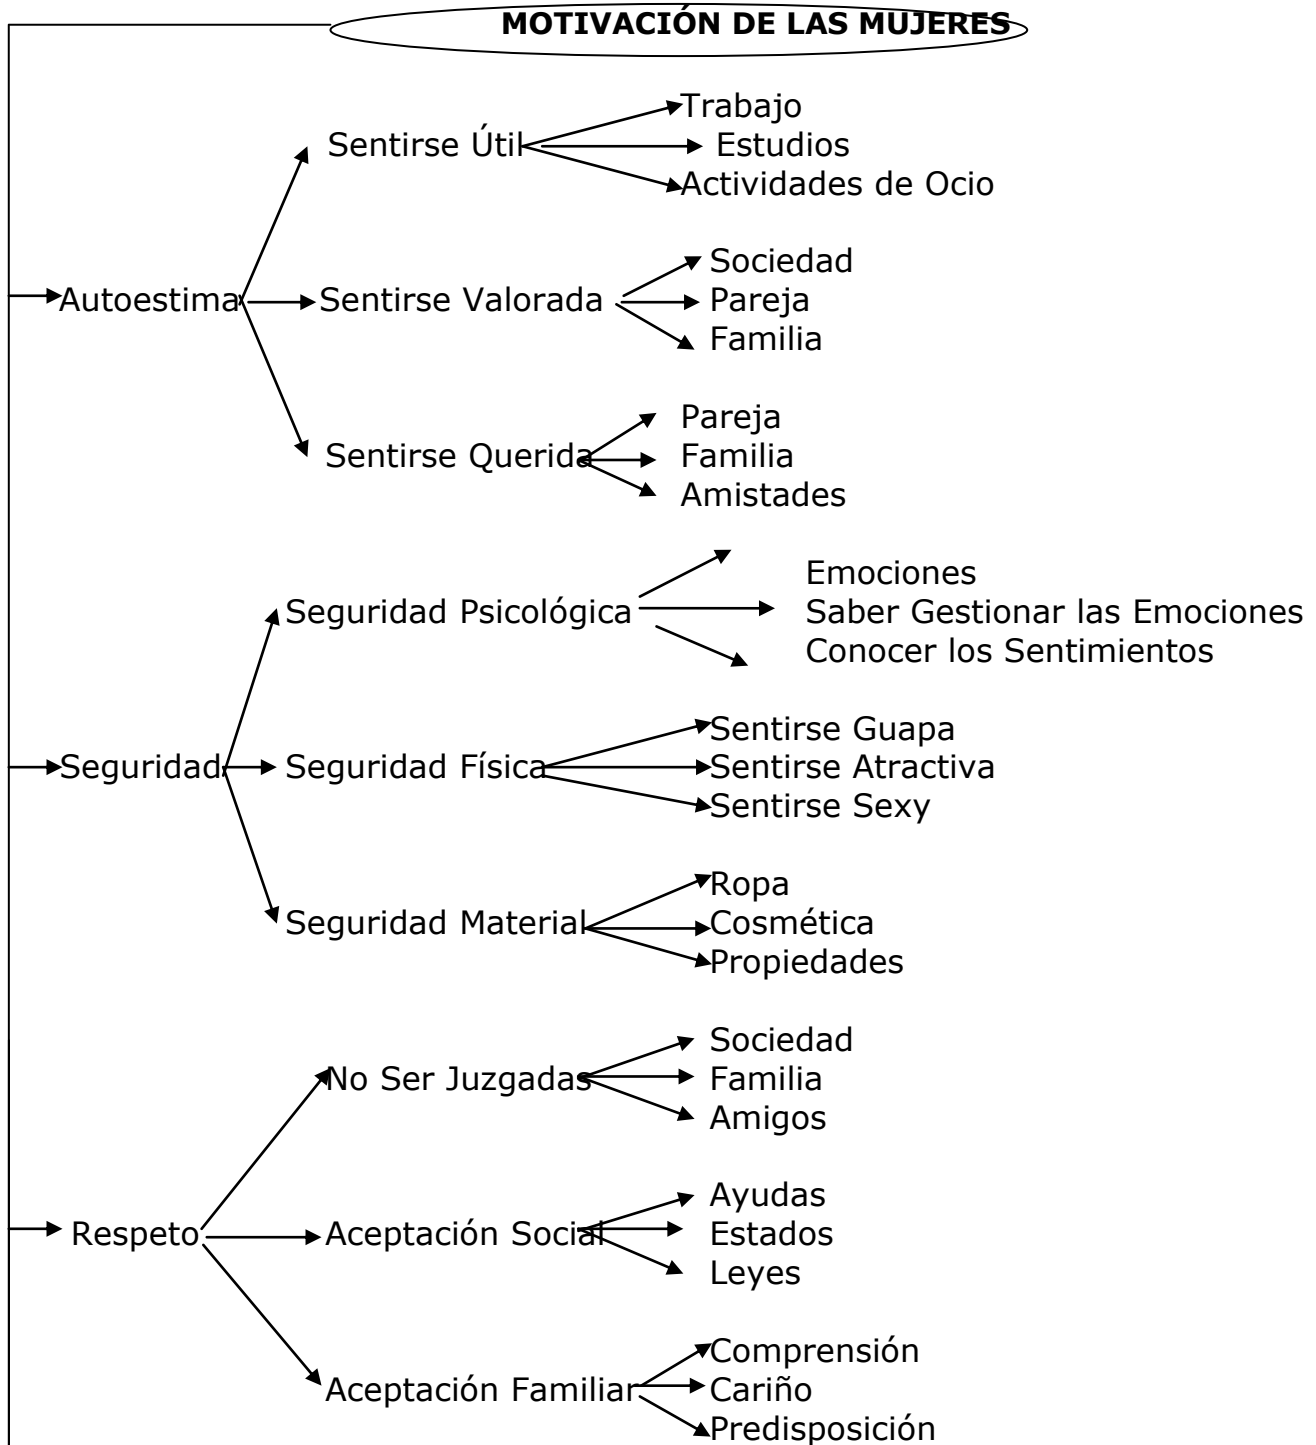 MOTIVACIÓN DE LAS MUJERES
Trabajo
Sentirse Útil
Estudios
Actividades de Ocio
Sociedad
Autoestima
Sentirse Valorada
Pareja
Familia
Pareja
Sentirse Querida
Familia
Amistades
Emociones
Seguridad Psicológica
Saber Gestionar las Emociones
Conocer los Sentimientos
Sentirse Guapa
Seguridad
Seguridad Física
Sentirse Atractiva
Sentirse Sexy
Ropa
Seguridad Material
Cosmética
Propiedades
Sociedad
No Ser Juzgadas
Familia
Amigos
Ayudas
Respeto
Aceptación Social
Estados
Leyes
Comprensión
Aceptación Familiar
Cariño
Predisposición